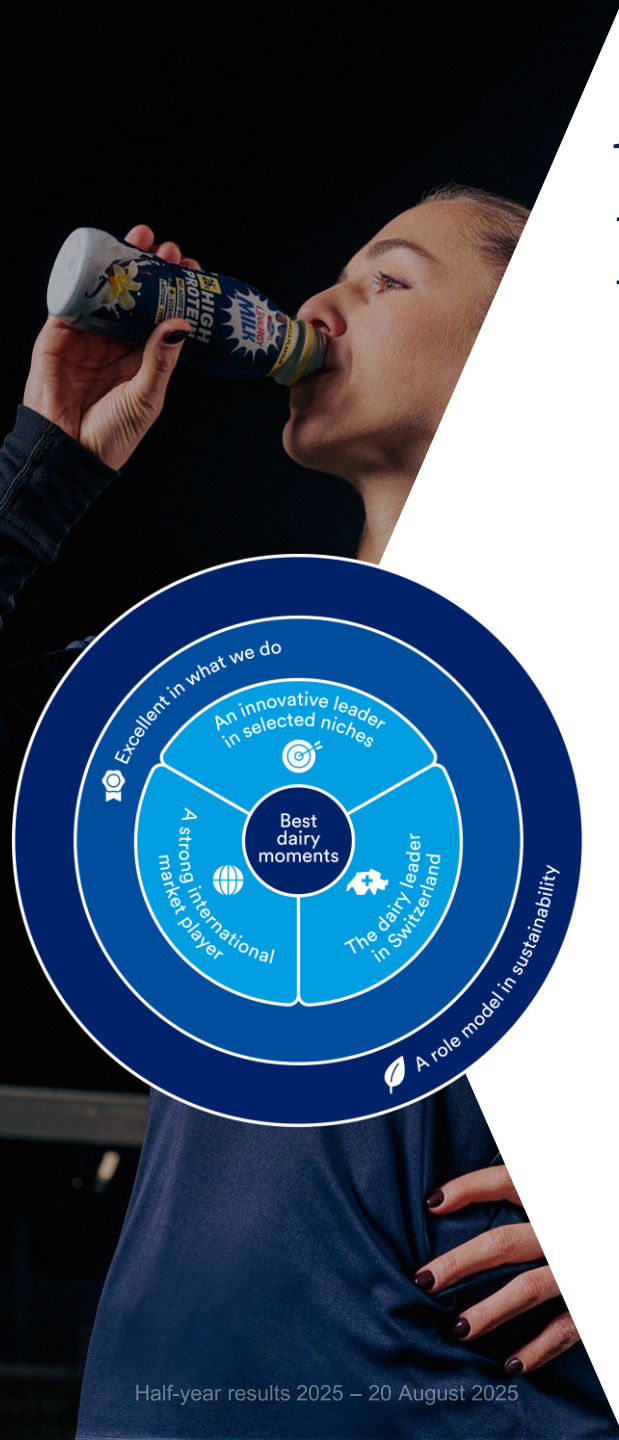 HIGH
PROTEIN
ENERGY
MILK
Excellent in what we do
An innovative leader
in selected niches
Best
dairy
moments
A strong international
market player
The dairy leader
in Switzerland
A role model in sustainability
Half-year results 2025 – 20 August 2025